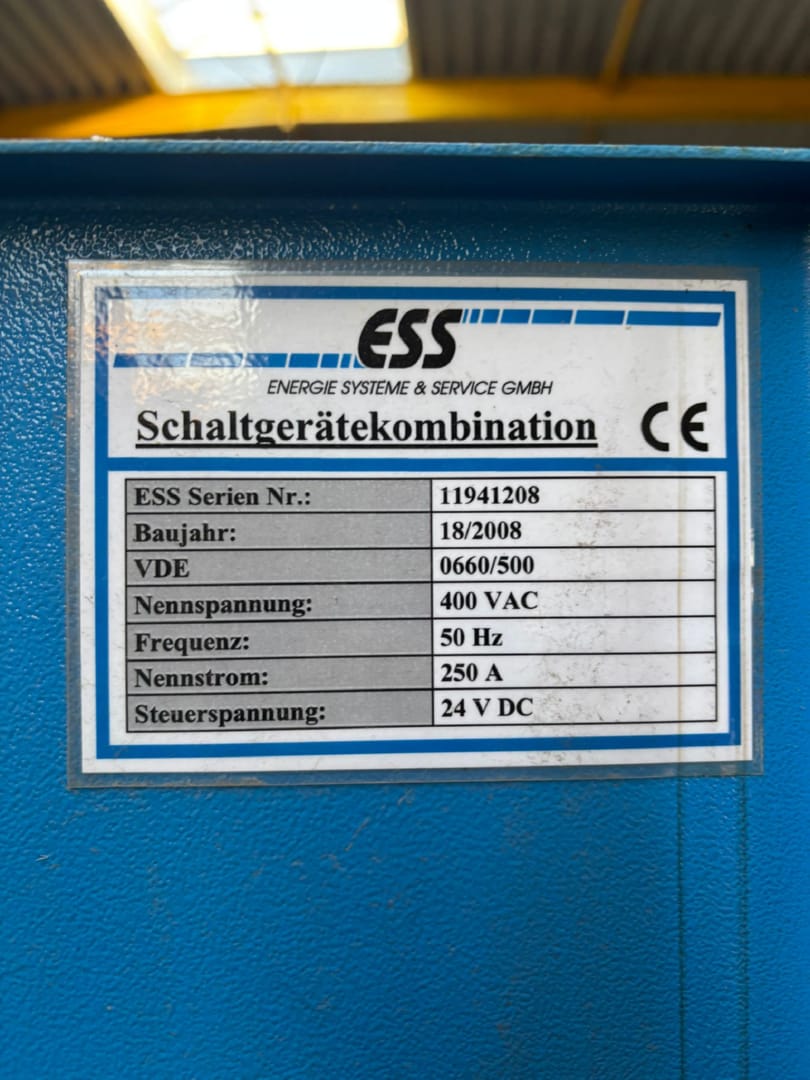 ESS
ENERGIE SYSTEME & SERVICE GMBH
Schaltgerätekombination CE
ESS Serien Nr.: 11941208
Baujahr: 18/2008
VDE 0660/500
Nennspannung: 400 VAC
Frequenz: 50 Hz
Nennstrom: 250 A
Steuerspannung: 24 V DC